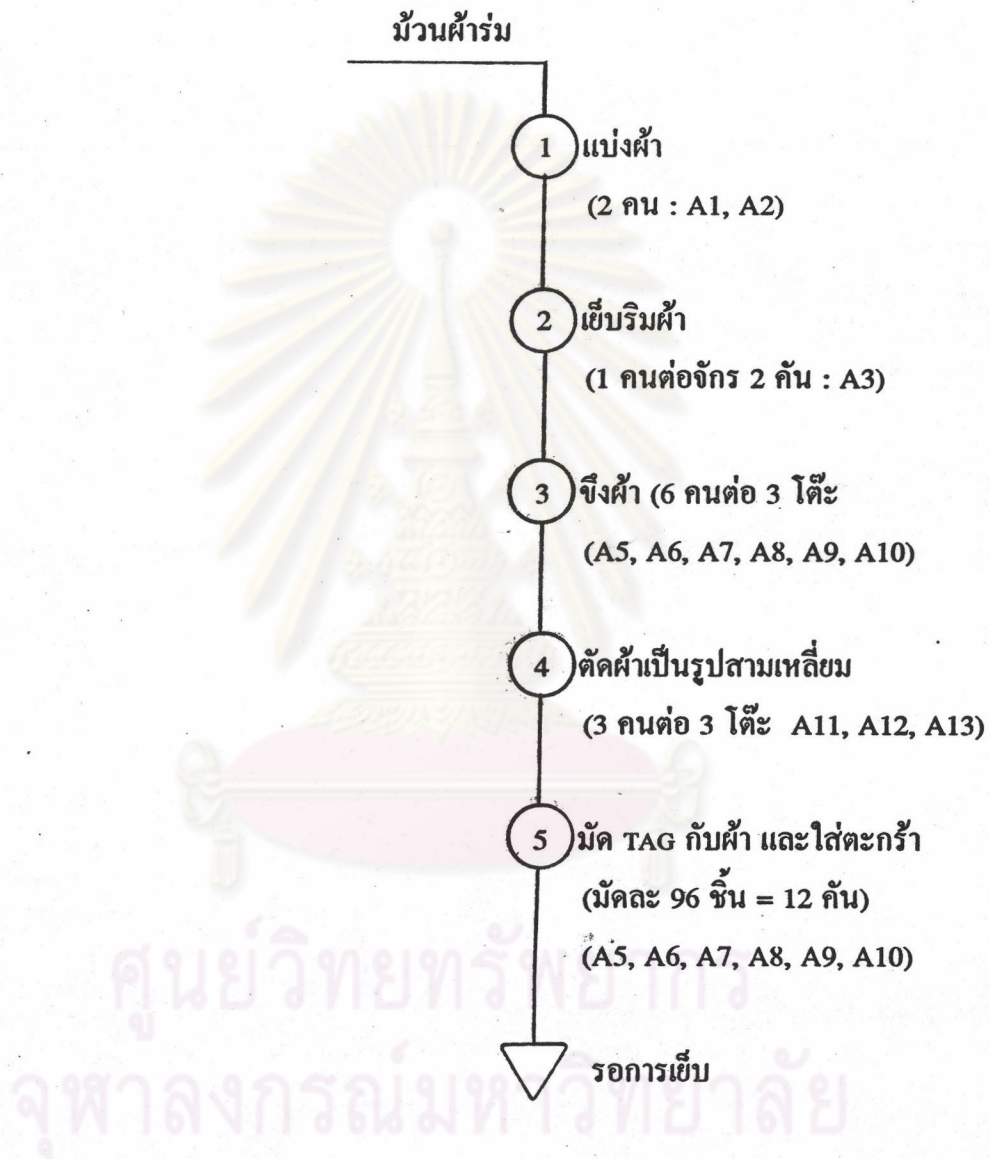 ม้วนผ้าร่ม
1 แบ่งผ้า
(2 คน : A1, A2)
2 เย็บริมผ้า
(1 คนต่อจักร 2 คัน : A3)
3 ขึงผ้า (6 คนต่อ 3 โต๊ะ
(A5, A6, A7, A8, A9, A10)
4 ตัดผ้าเป็นรูปสามเหลี่ยม
(3 คนต่อ 3 โต๊ะ A11, A12, A13)
5 มัด TAG กับผ้า และใส่ตะกร้า
(มัดละ 96 ชิ้น = 12 คัน)
(A5, A6, A7, A8, A9, A10)
รอการเย็บ
ศูนย์วิทยทรัพยากร
จุฬาลงกรณ์มหาวิทยาลัย